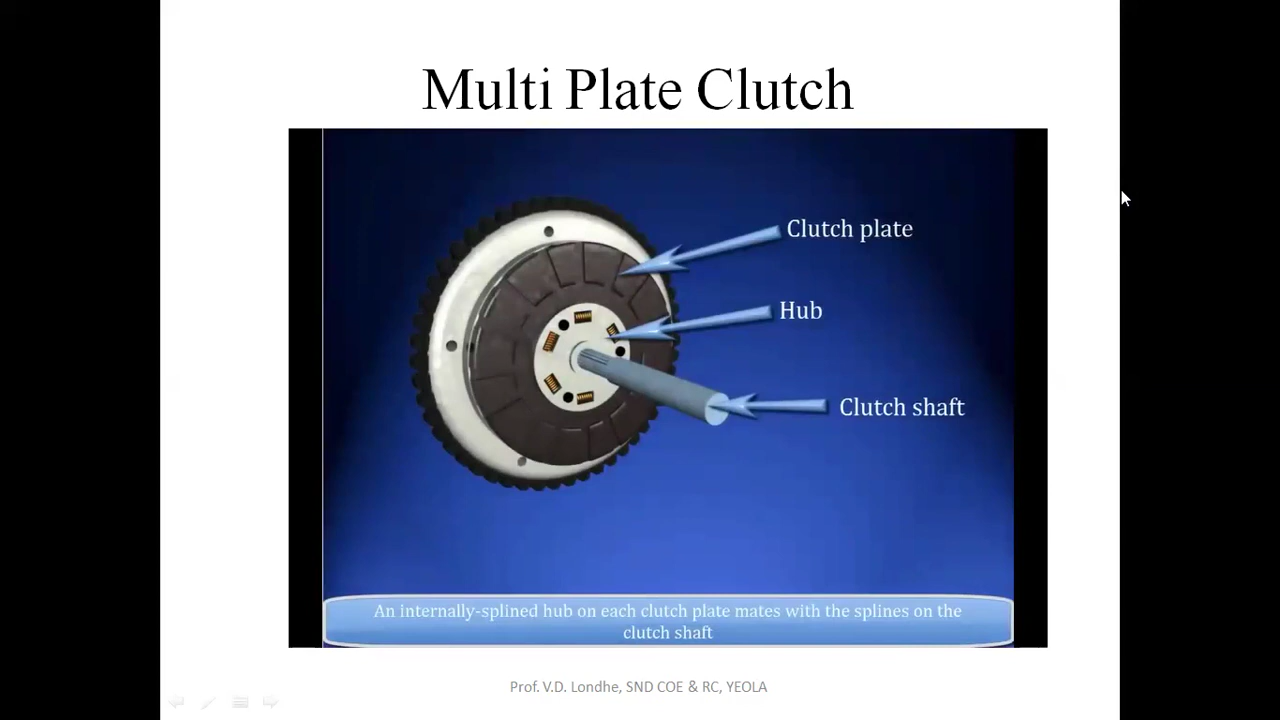 Multi Plate Clutch
Clutch plate
Hub
Clutch shaft
An internally-splined hub on each clutch plate mates with the splines on the
clutch shaft
Prof. V.D. Londhe, SND COE & RC, YEOLA